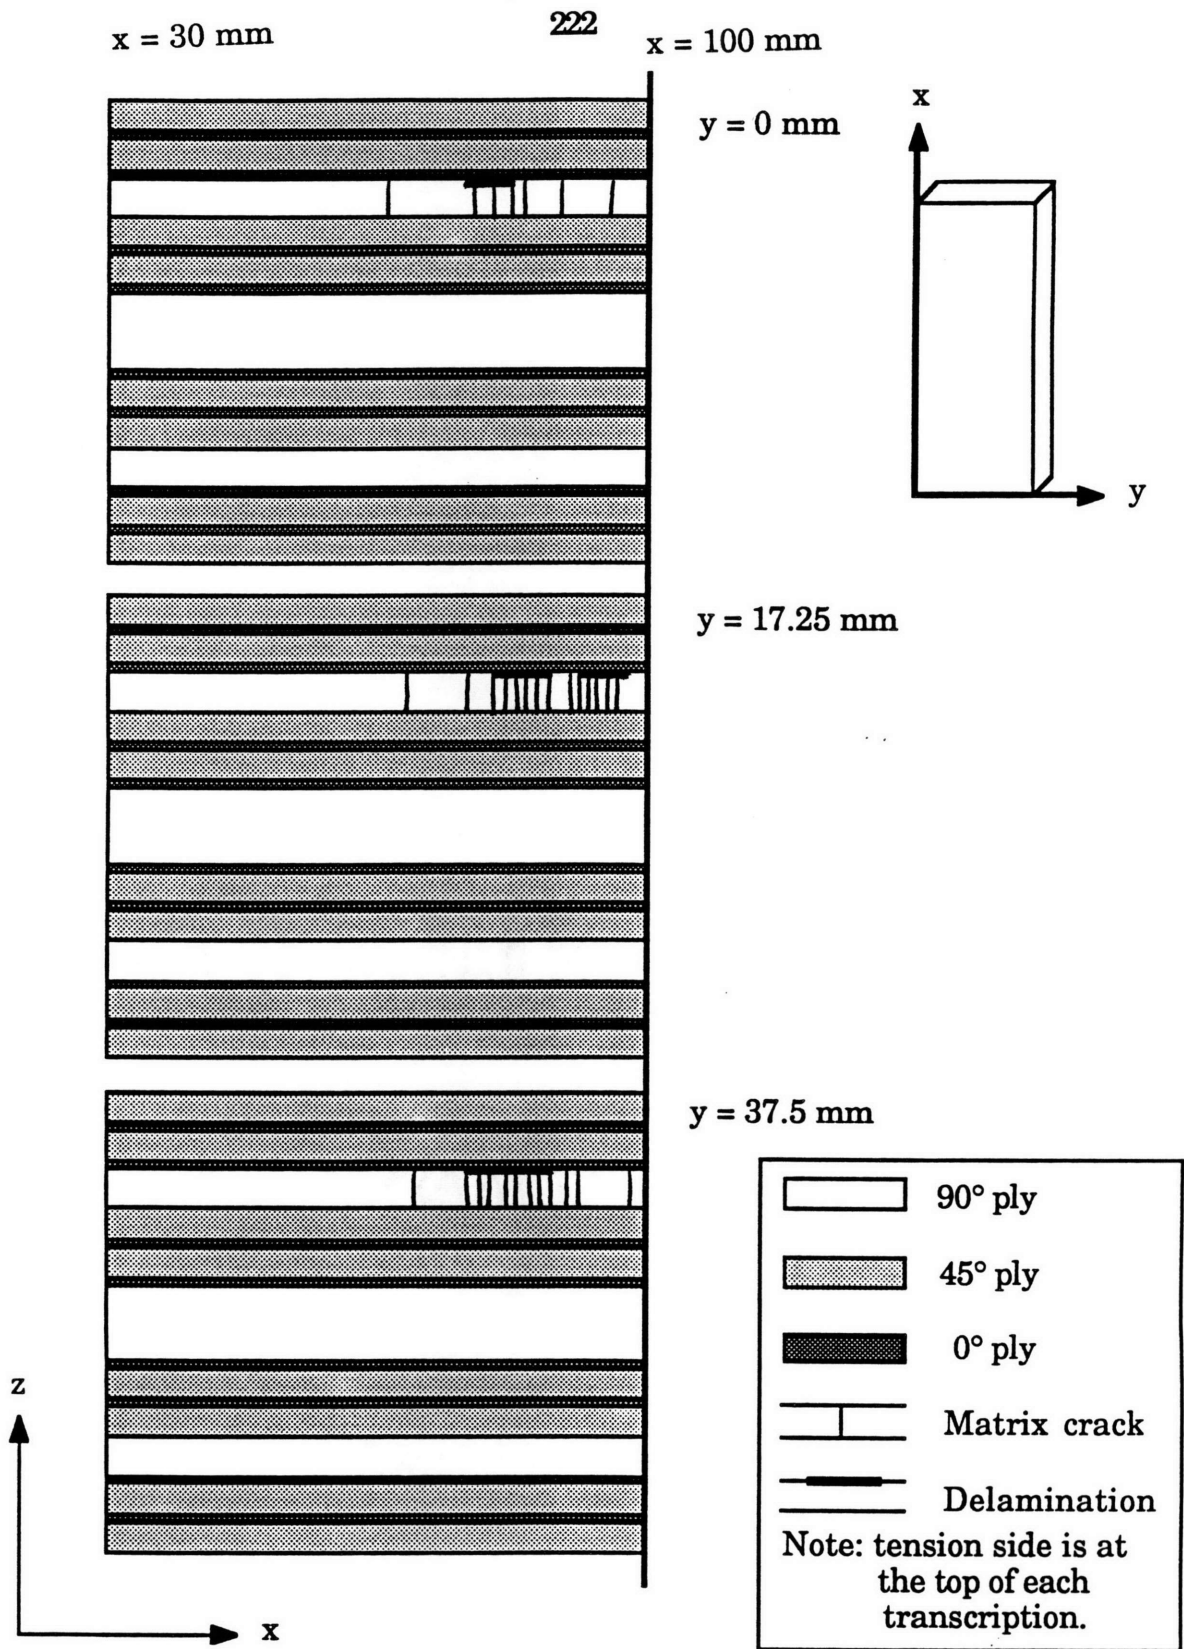 222
x = 30 mm
x = 100 mm
y = 0 mm
x
y
y = 17.25 mm
y = 37.5 mm
90° ply
45° ply
0° ply
Matrix crack
Delamination
Note: tension side is at
the top of each
transcription.
z
x